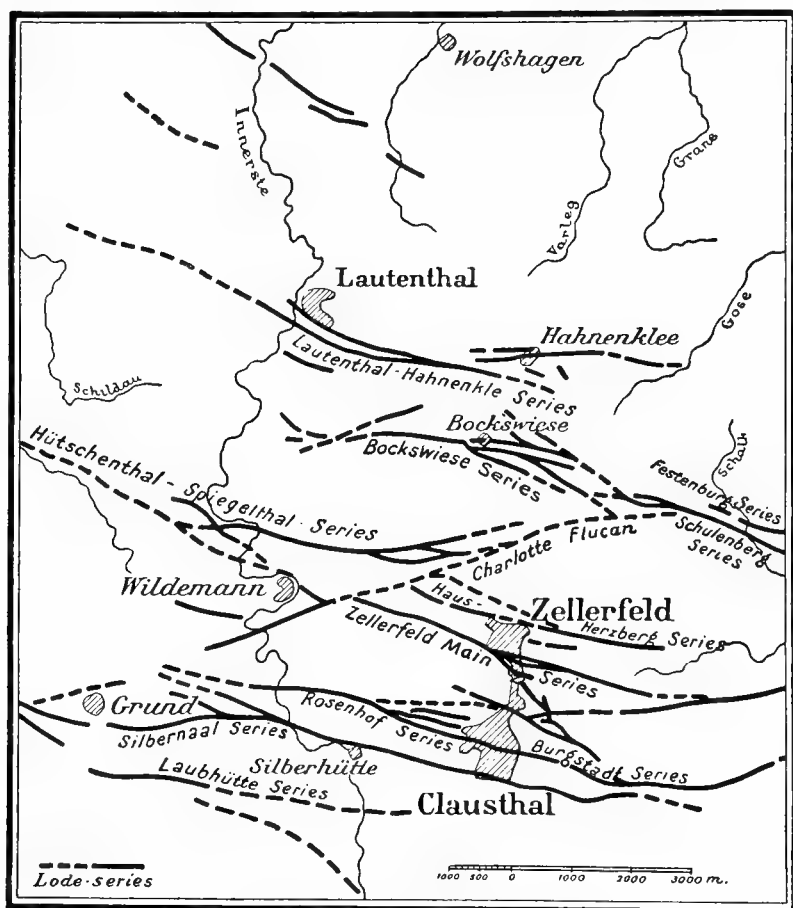 Wolfshagen
Innerste
Grane
Varleg
Gose
Lautenthal
Hahnenklee
Lautenthal-Hahnenkle Series
Schildau
Bockswiese
Bockswiese Series
Schalk
Festenburg Series
Schulenberg Series
Hütschenthal-Spiegelthal-Series
Charlotte Flucan
Wildemann
Haus-Herzberg Series
Zellerfeld
Zellerfeld Main Series
Grund
Rosenhof Series
Silbernaal Series
Burgstadt Series
Silberhütte
Laubhütte Series
Clausthal
Lode-series
1000 500 0 1000 2000 3000 m.